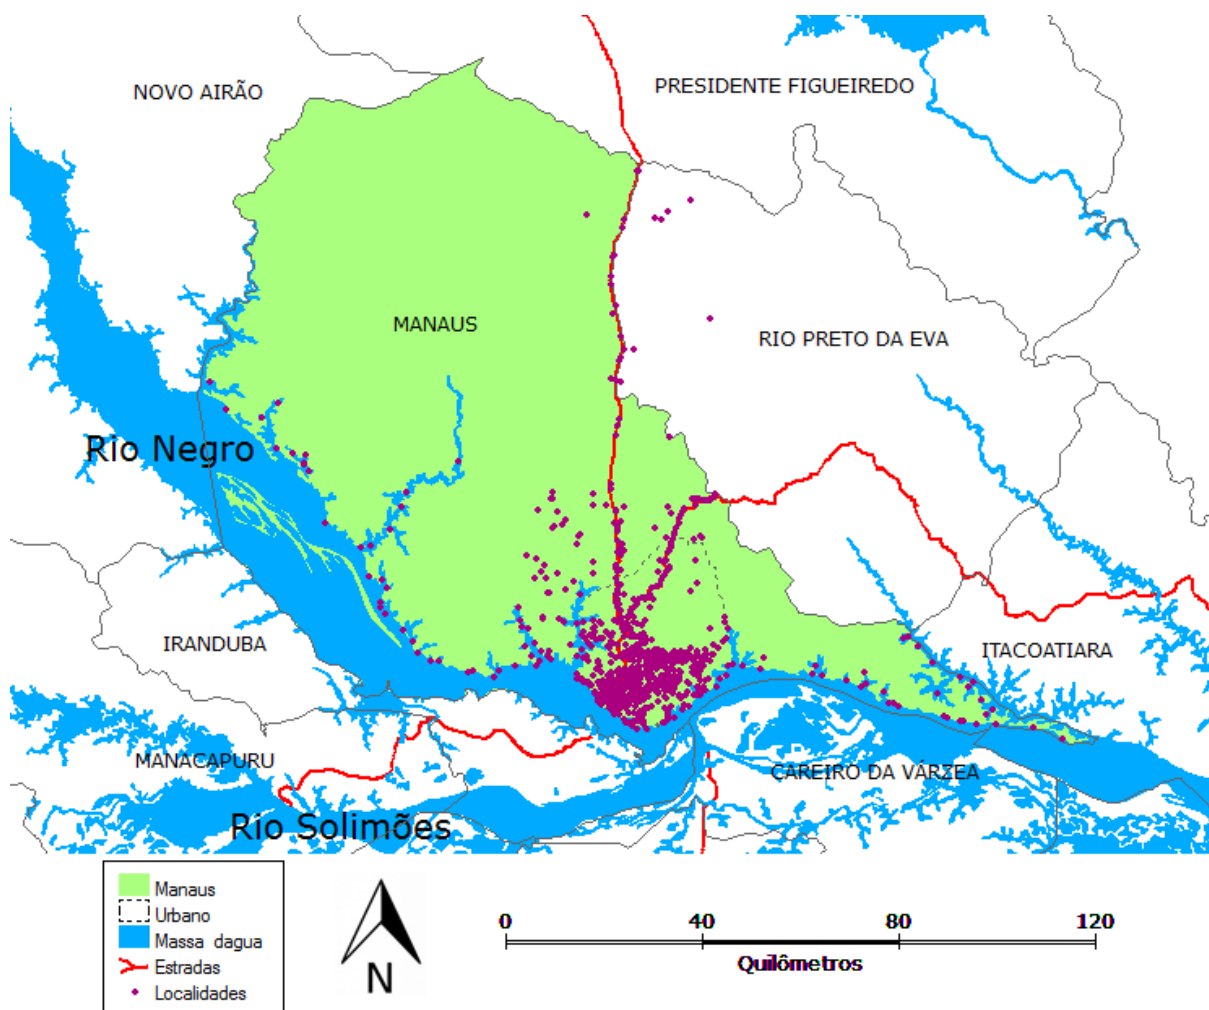 PRESIDENTE FIGUEIREDO
NOVO AIRÃO
MANAUS
RIO PRETO DA EVA
Rio Negro
IRANDUBA
ITACOATIARA
MANACAPURU
CAREIRO DA VÁRZEA
Rio Solimões
Manaus
Urbano
Massa dagua
Estradas
Localidades
N
0 40 80 120
Quilômetros